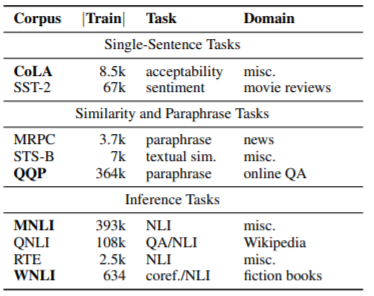 Corpus |Train| Task Domain
Single-Sentence Tasks
CoLA 8.5k acceptability misc.
SST-2 67k sentiment movie reviews
Similarity and Paraphrase Tasks
MRPC 3.7k paraphrase news
STS-B 7k textual sim. misc.
QQP 364k paraphrase online QA
Inference Tasks
MNLI 393k NLI misc.
QNLI 108k QA/NLI Wikipedia
RTE 2.5k NLI misc.
WNLI 634 coref./NLI fiction books